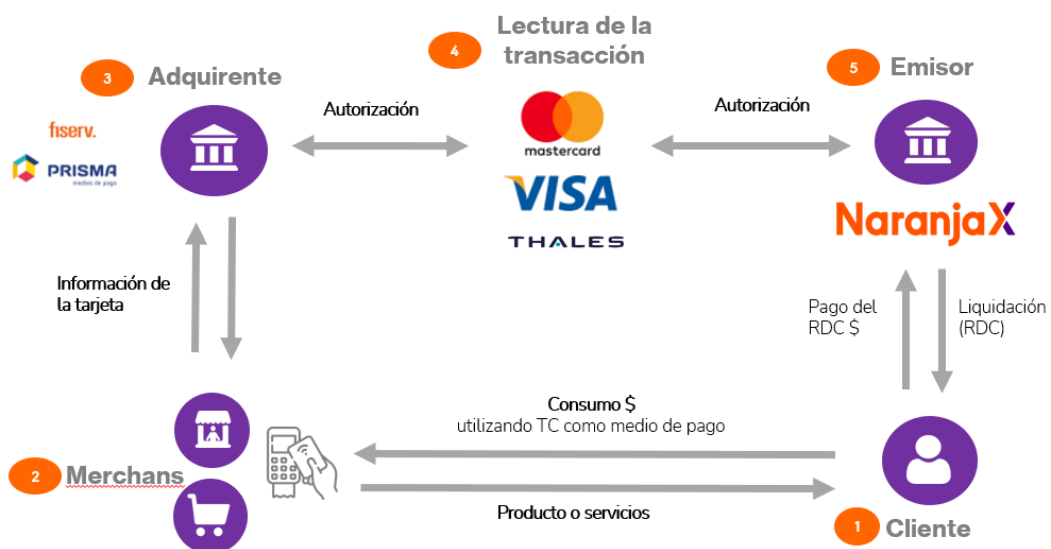 4
Lectura de la
transacción
3
Adquirente
5
Emisor
fiserv.
PRISMA
medios de pago
Autorización
mastercard
VISA
THALES
Autorización
NaranjaX
Información de
la tarjeta
Pago del
RDC $
Liquidación
(RDC)
Consumo $
utilizando TC como medio de pago
2
Merchans
Producto o servicios
1
Cliente